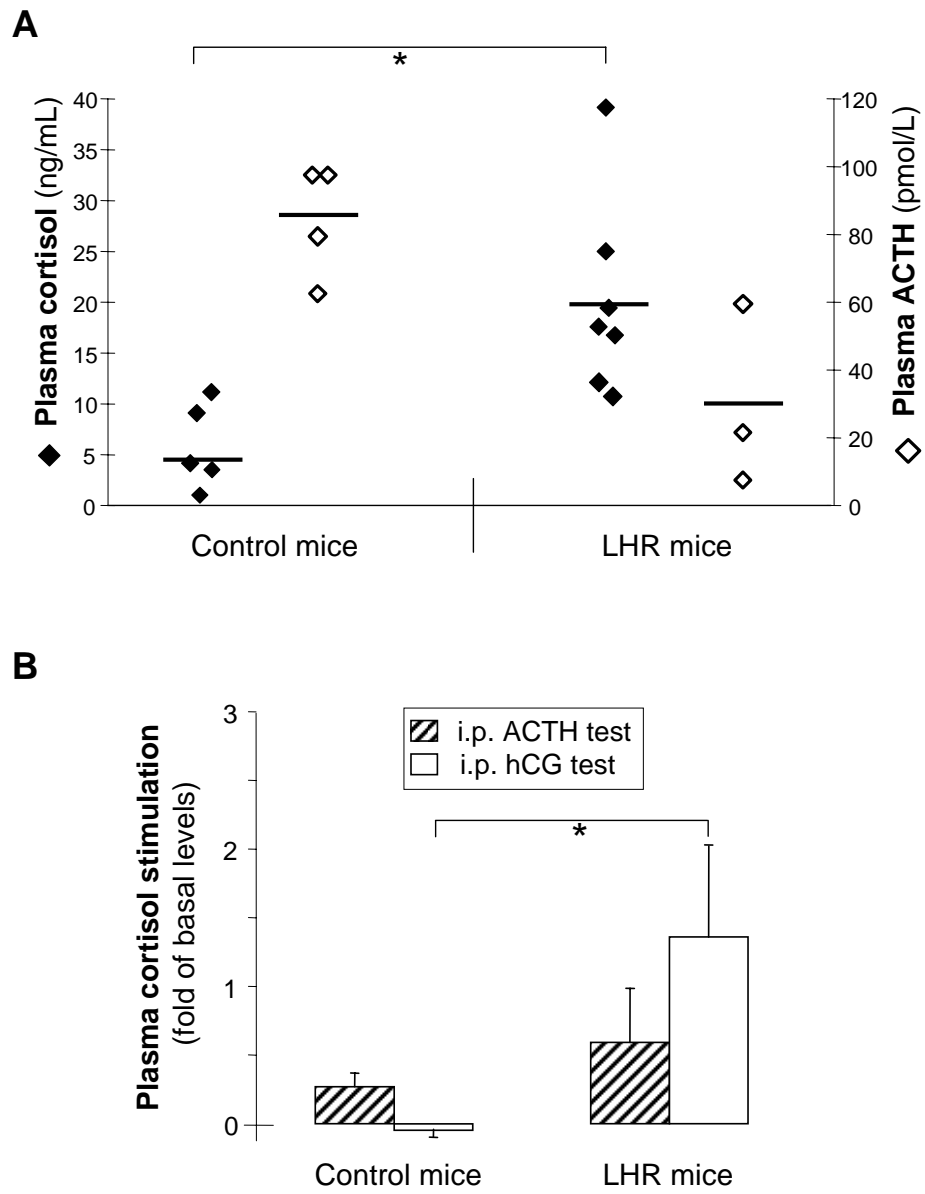 A
*
Plasma cortisol (ng/mL)
40
35
30
25
20
15
10
5
0
120
100
80
60
40
20
0
Plasma ACTH (pmol/L)
Control mice
LHR mice
B
Plasma cortisol stimulation
(fold of basal levels)
3
2
1
0
i.p. ACTH test
i.p. hCG test
*
Control mice
LHR mice